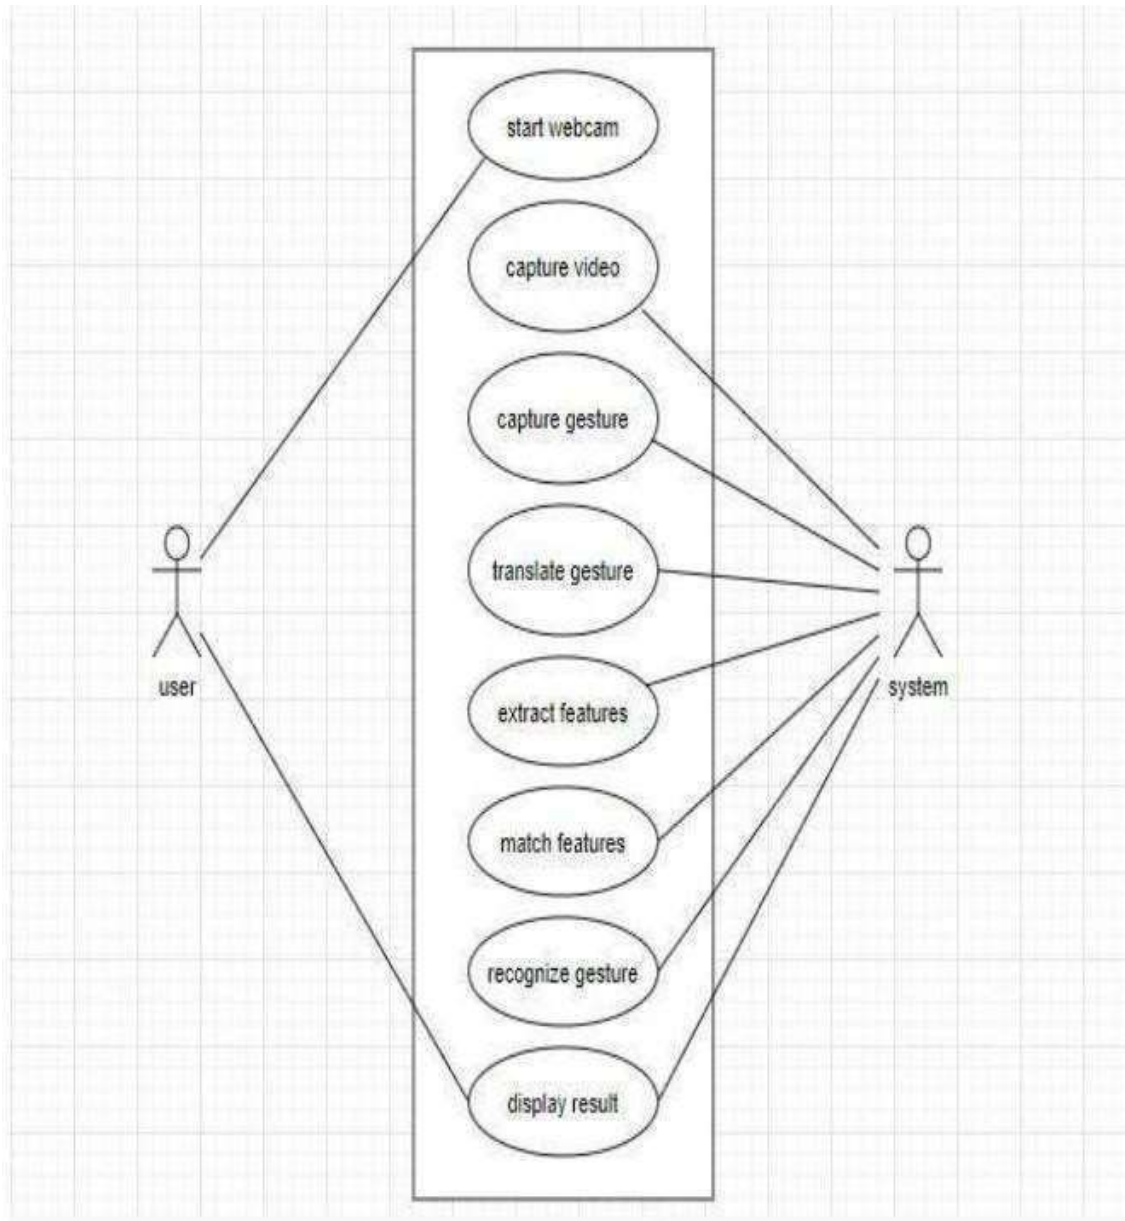 start webcam
capture video
capture gesture
translate gesture
user
system
extract features
match features
recognize gesture
display result